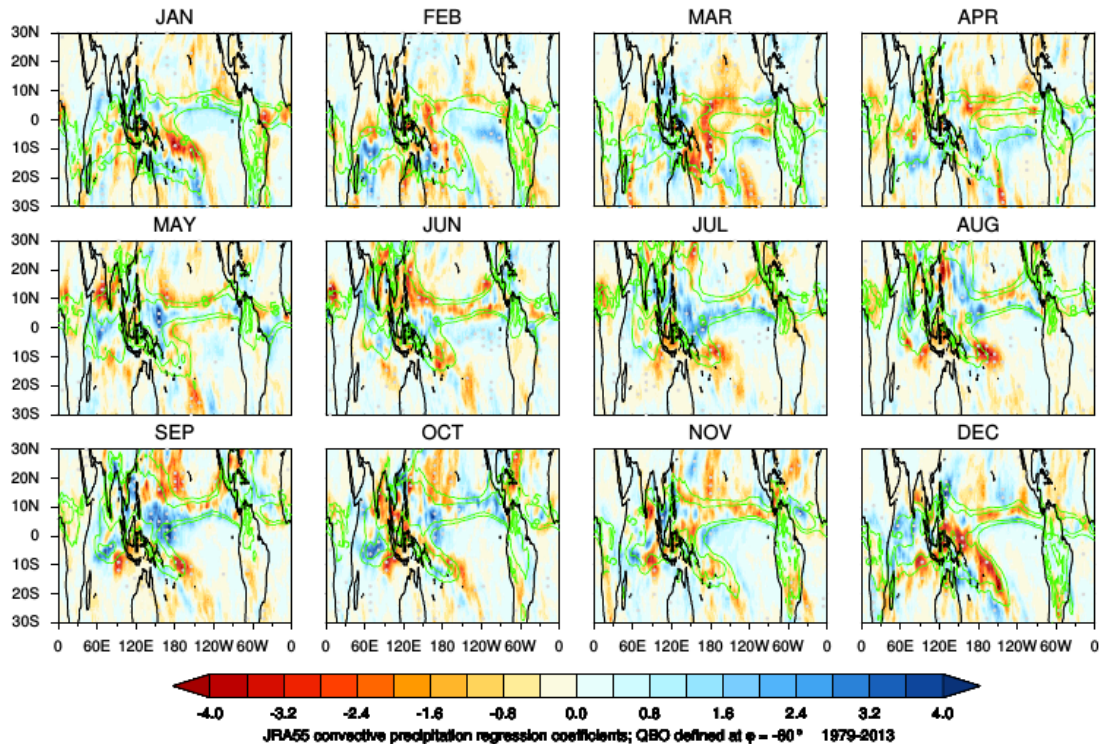 JAN FEB MAR APR
30N
20N
10N
0
10S
20S
30S
MAY JUN JUL AUG
30N
20N
10N
0
10S
20S
30S
SEP OCT NOV DEC
30N
20N
10N
0
10S
20S
30S
0 60E 120E 180 120W 60W 0 0 60E 120E 180 120W 60W 0 0 60E 120E 180 120W 60W 0 0 60E 120E 180 120W 60W 0
-4.0 -3.2 -2.4 -1.6 -0.8 0.0 0.8 1.6 2.4 3.2 4.0
JRA55 convective precipitation regression coefficients; QBO defined at φ = -60° 1979-2013